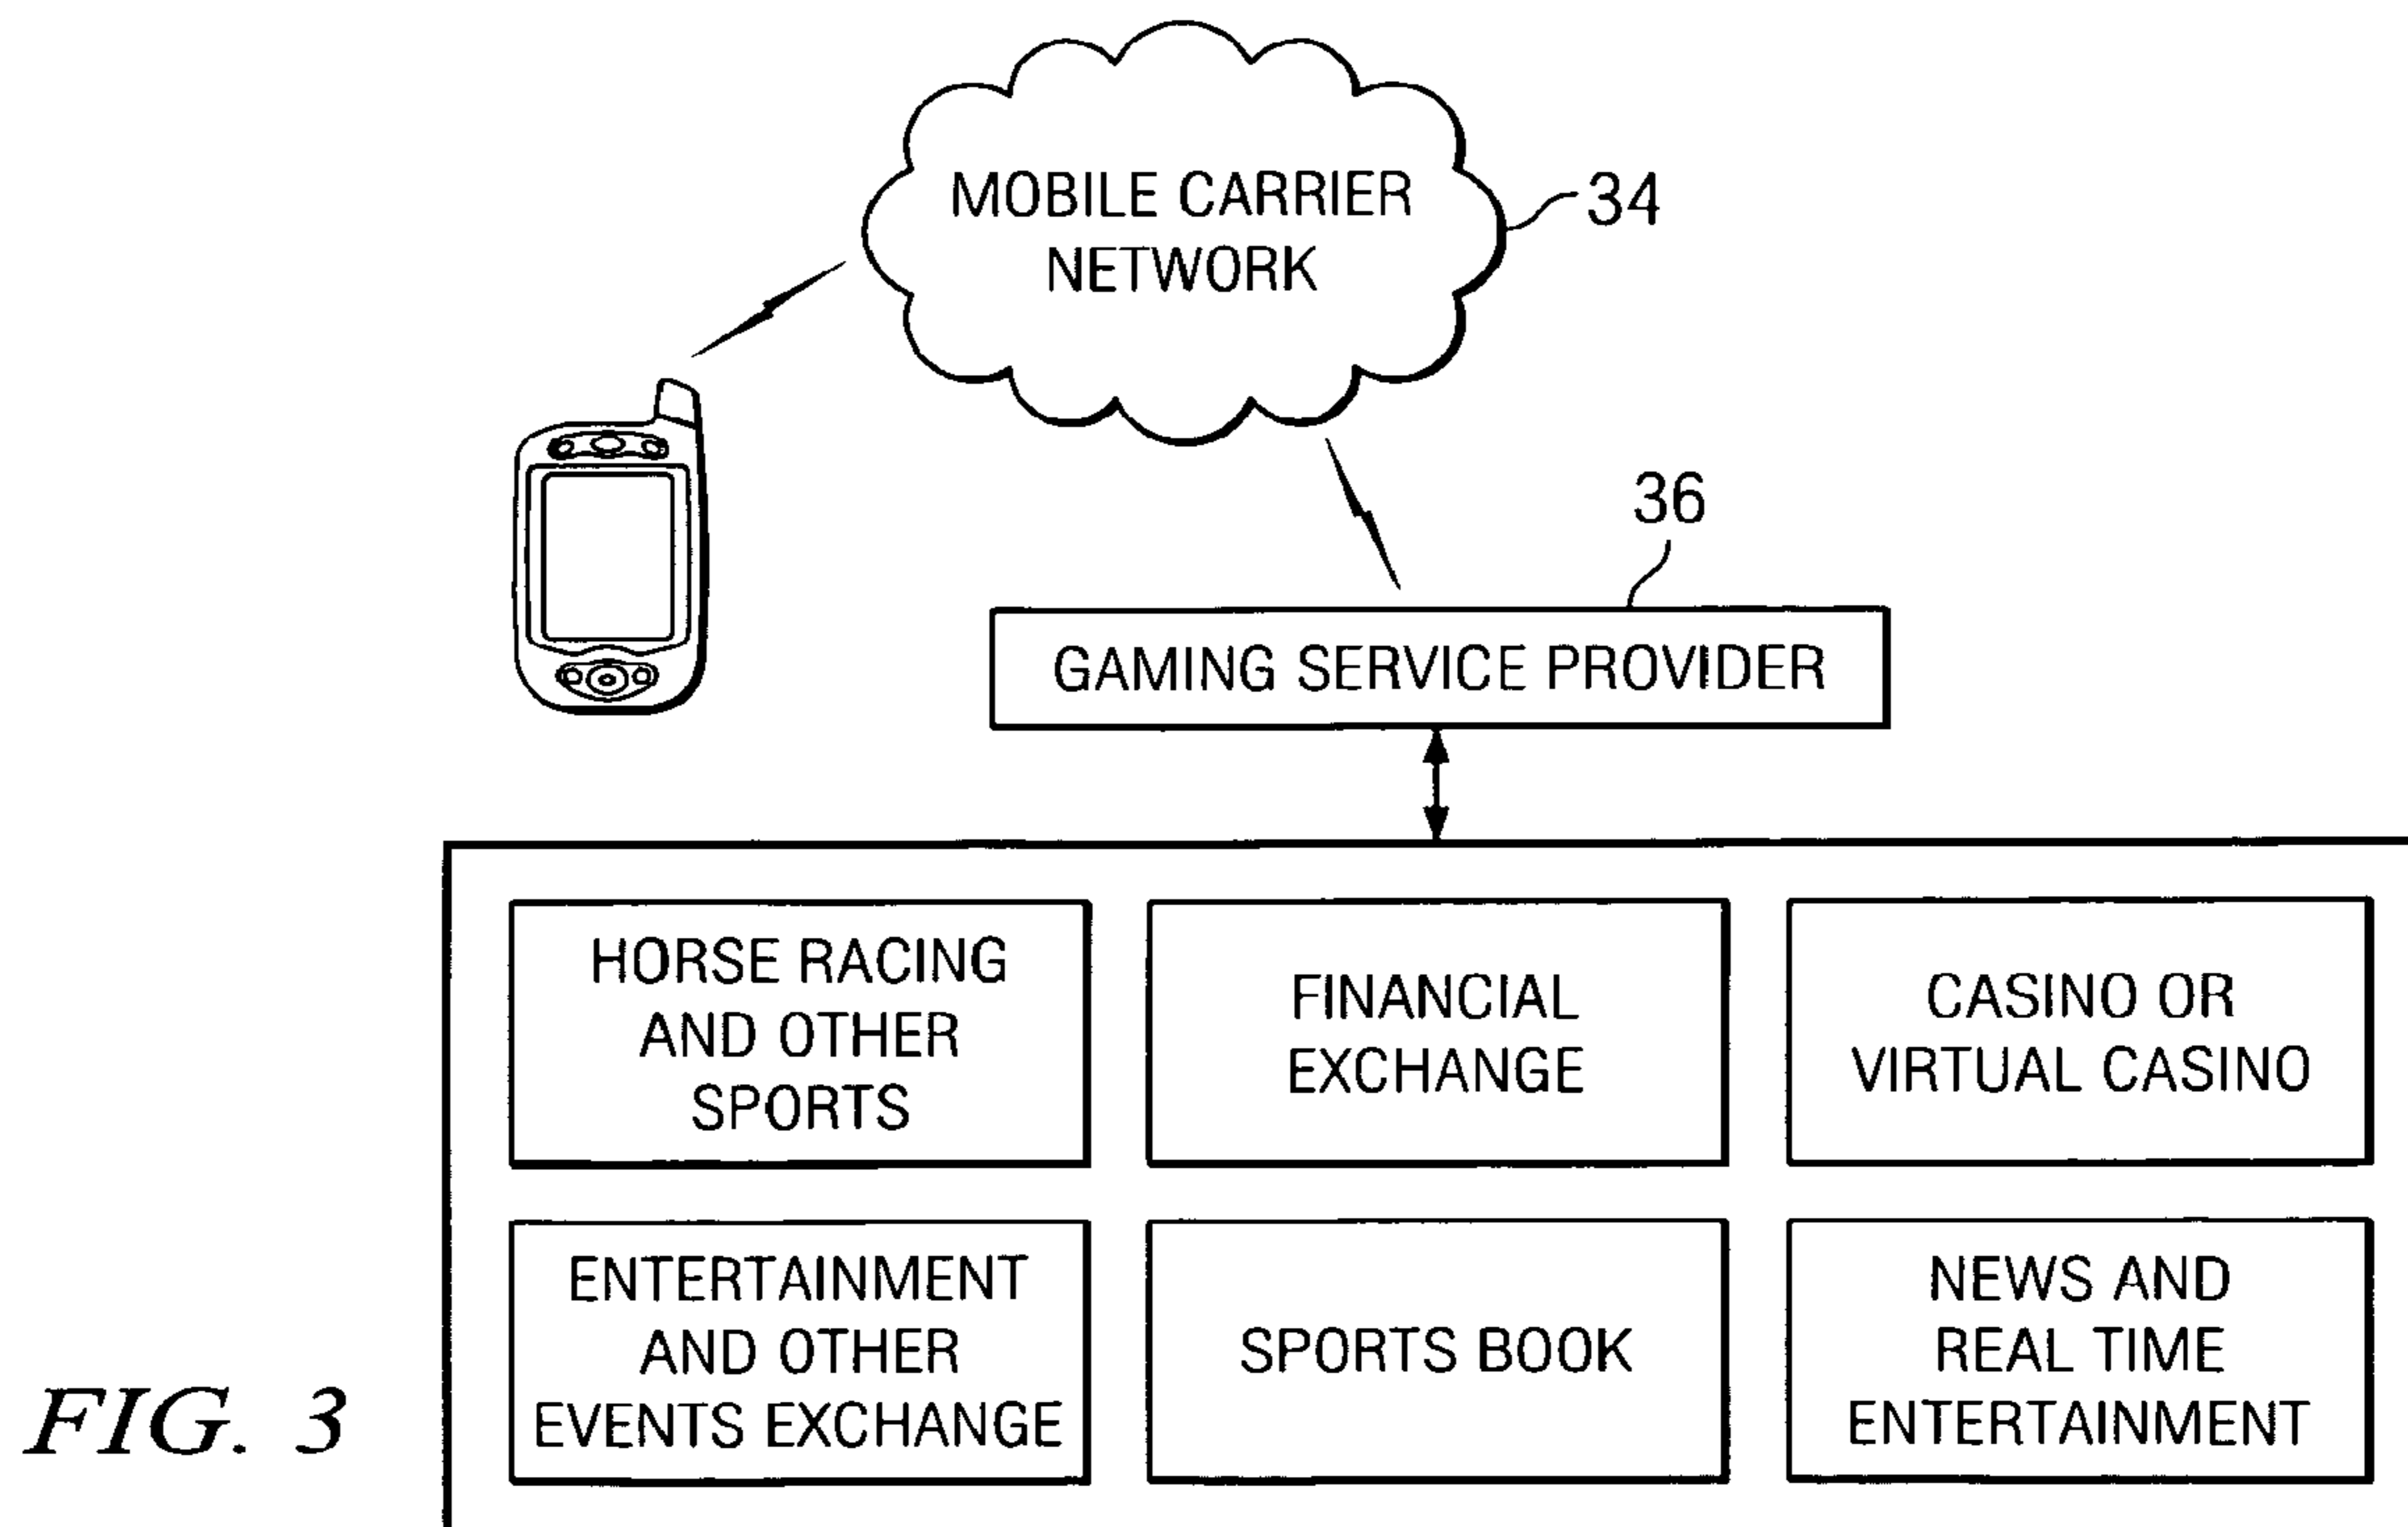 MOBILE CARRIER
NETWORK
34
36
GAMING SERVICE PROVIDER
HORSE RACING
AND OTHER
SPORTS
FINANCIAL
EXCHANGE
CASINO OR
VIRTUAL CASINO
ENTERTAINMENT
AND OTHER
EVENTS EXCHANGE
SPORTS BOOK
NEWS AND
REAL TIME
ENTERTAINMENT
FIG. 3